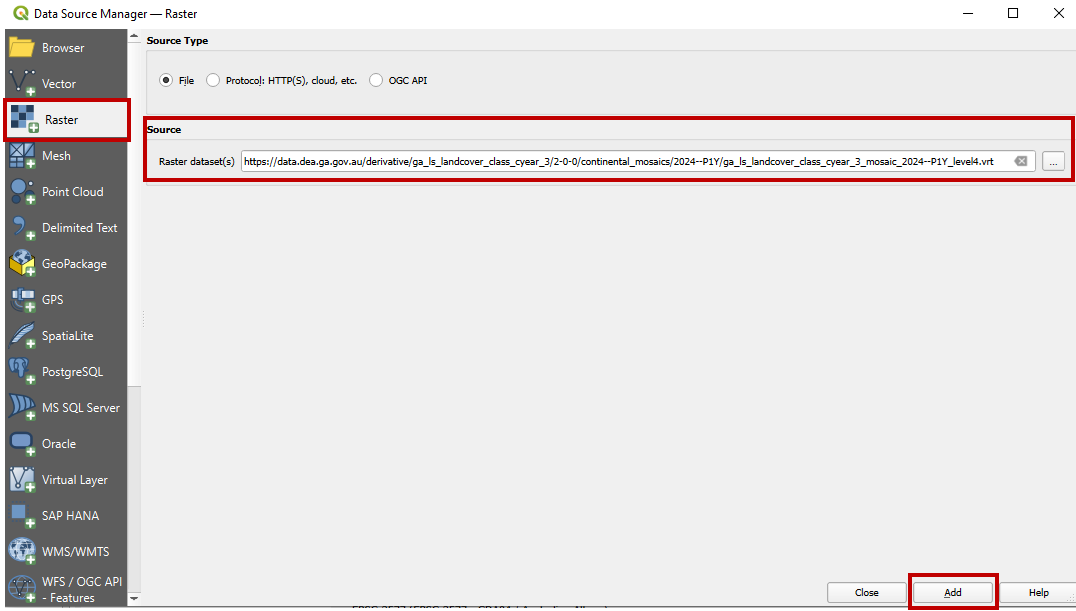 Data Source Manager — Raster
Browser
Vector
Raster
Mesh
Point Cloud
Delimited Text
GeoPackage
GPS
SpatiaLite
PostgreSQL
MS SQL Server
Oracle
Virtual Layer
SAP HANA
WMS/WMTS
WFS / OGC API
- Features
Source Type
File
Protocol: HTTP(S), cloud, etc.
OGC API
Source
Raster dataset(s)
https://data.dea.ga.gov.au/derivative/ga_ls_landcover_class_cyear_3/2-0-0/continental_mosaics/2024--P1Y/ga_ls_landcover_class_cyear_3_mosaic_2024--P1Y_level4.vrt
...
Close
Add
Help